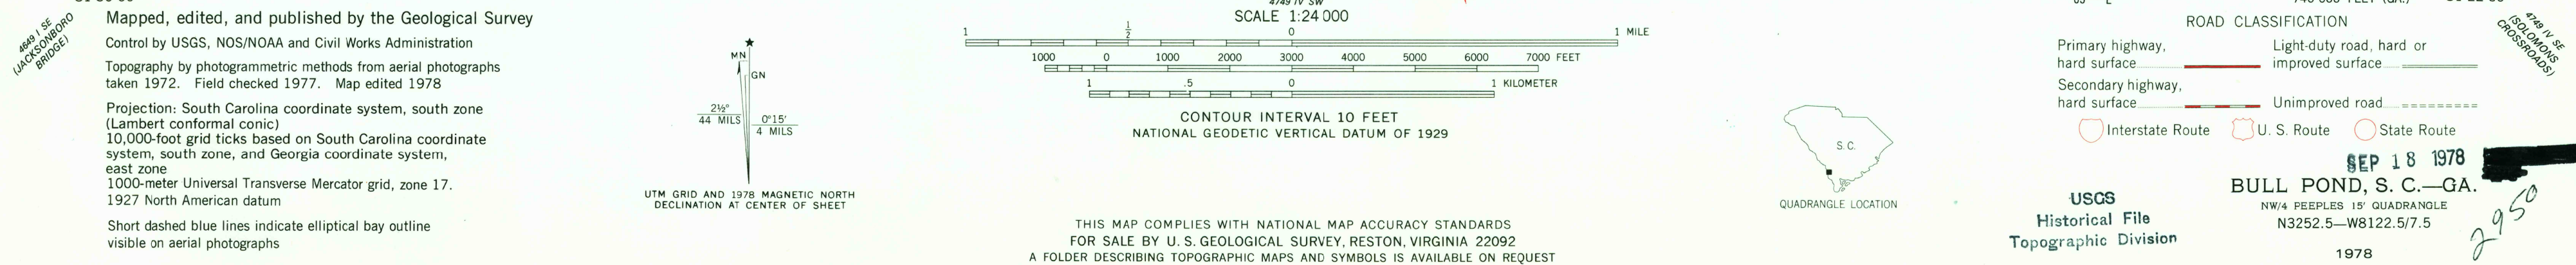 4649 I SE
(JACKSONBORO
BRIDGE)
Mapped, edited, and published by the Geological Survey
Control by USGS, NOS/NOAA and Civil Works Administration
Topography by photogrammetric methods from aerial photographs
taken 1972. Field checked 1977. Map edited 1978
Projection: South Carolina coordinate system, south zone
(Lambert conformal conic)
10,000-foot grid ticks based on South Carolina coordinate
system, south zone, and Georgia coordinate system,
east zone
1000-meter Universal Transverse Mercator grid, zone 17.
1927 North American datum
Short dashed blue lines indicate elliptical bay outline
visible on aerial photographs
MN
GN
2½°
44 MILS
0°15′
4 MILS
UTM GRID AND 1978 MAGNETIC NORTH
DECLINATION AT CENTER OF SHEET
4749 IV SW
SCALE 1:24 000
1 ½ 0 1 MILE
1000 0 1000 2000 3000 4000 5000 6000 7000 FEET
1 .5 0 1 KILOMETER
CONTOUR INTERVAL 10 FEET
NATIONAL GEODETIC VERTICAL DATUM OF 1929
THIS MAP COMPLIES WITH NATIONAL MAP ACCURACY STANDARDS
FOR SALE BY U. S. GEOLOGICAL SURVEY, RESTON, VIRGINIA 22092
A FOLDER DESCRIBING TOPOGRAPHIC MAPS AND SYMBOLS IS AVAILABLE ON REQUEST
S. C.
QUADRANGLE LOCATION
ROAD CLASSIFICATION
Primary highway,
hard surface
Light-duty road, hard or
improved surface
Secondary highway,
hard surface
Unimproved road
Interstate Route
U. S. Route
State Route
4749 IV SE
(SOLOMONS
CROSSROADS)
SEP 18 1978
USGS
Historical File
Topographic Division
BULL POND, S. C.—GA.
NW/4 PEEPLES 15′ QUADRANGLE
N3252.5—W8122.5/7.5
1978
2950